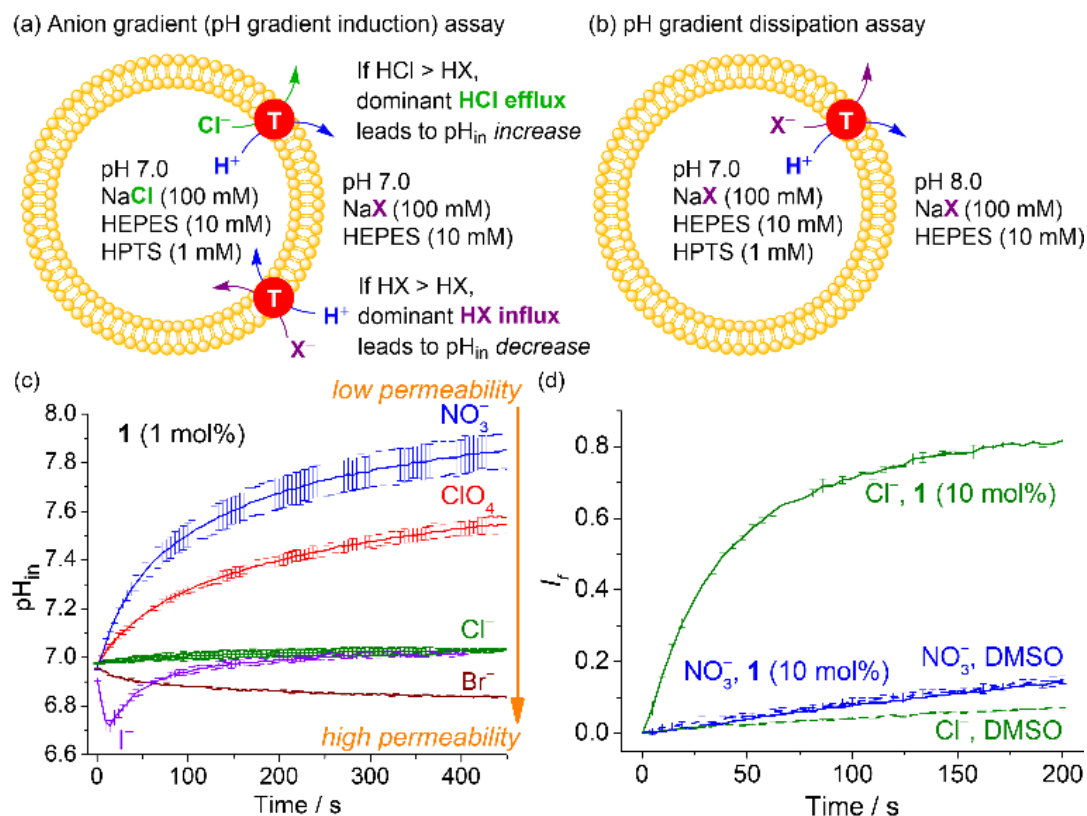 (a) Anion gradient (pH gradient induction) assay
If HCl > HX,
dominant HCl efflux
leads to pHin increase
T
Cl⁻
H⁺
pH 7.0
NaCl (100 mM)
HEPES (10 mM)
HPTS (1 mM)
pH 7.0
NaX (100 mM)
HEPES (10 mM)
T
H⁺
X⁻
If HX > HX,
dominant HX influx
leads to pHin decrease
(b) pH gradient dissipation assay
T
X⁻
H⁺
pH 7.0
NaX (100 mM)
HEPES (10 mM)
HPTS (1 mM)
pH 8.0
NaX (100 mM)
HEPES (10 mM)
(c)
low permeability
1 (1 mol%)
NO₃⁻
ClO₄⁻
Cl⁻
Br⁻
I⁻
high permeability
pHin
8.0
7.8
7.6
7.4
7.2
7.0
6.8
6.6
0 100 200 300 400
Time / s
(d)
Cl⁻, 1 (10 mol%)
NO₃⁻, 1 (10 mol%)
NO₃⁻, DMSO
Cl⁻, DMSO
If
0.8
0.6
0.4
0.2
0.0
0 50 100 150 200
Time / s